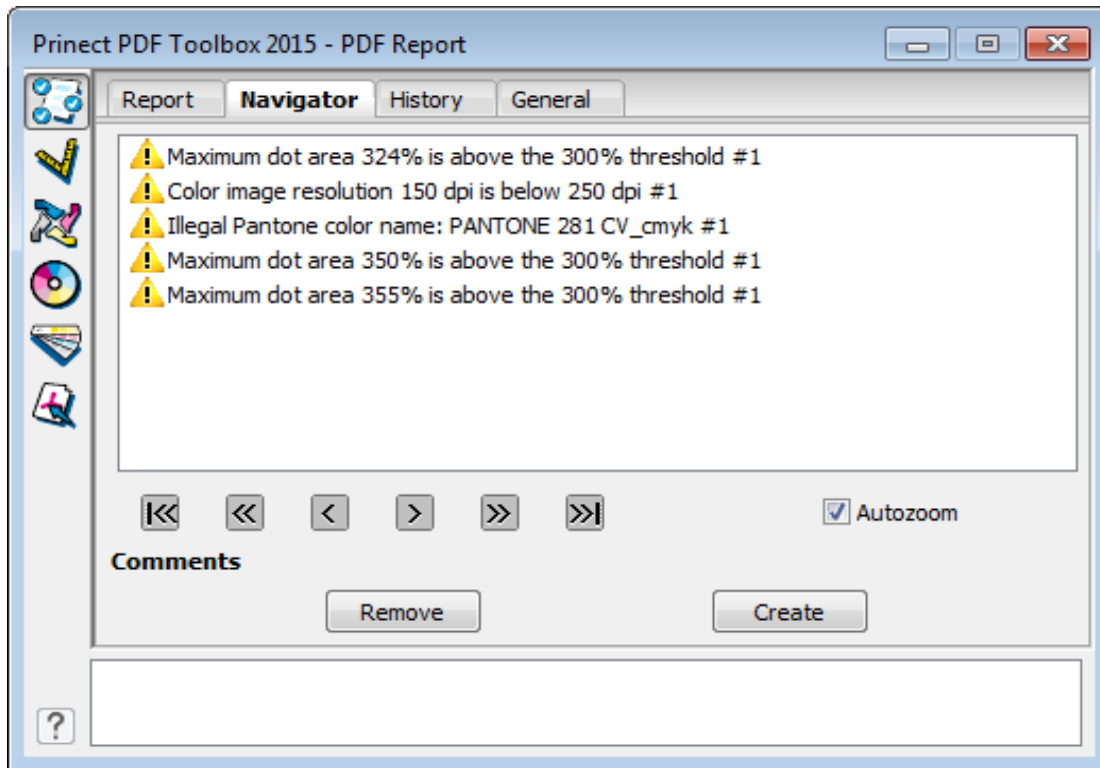 Prinect PDF Toolbox 2015 - PDF Report
Report Navigator History General
Maximum dot area 324% is above the 300% threshold #1
Color image resolution 150 dpi is below 250 dpi #1
Illegal Pantone color name: PANTONE 281 CV_cmyk #1
Maximum dot area 350% is above the 300% threshold #1
Maximum dot area 355% is above the 300% threshold #1
Autozoom
Comments
Remove Create
?